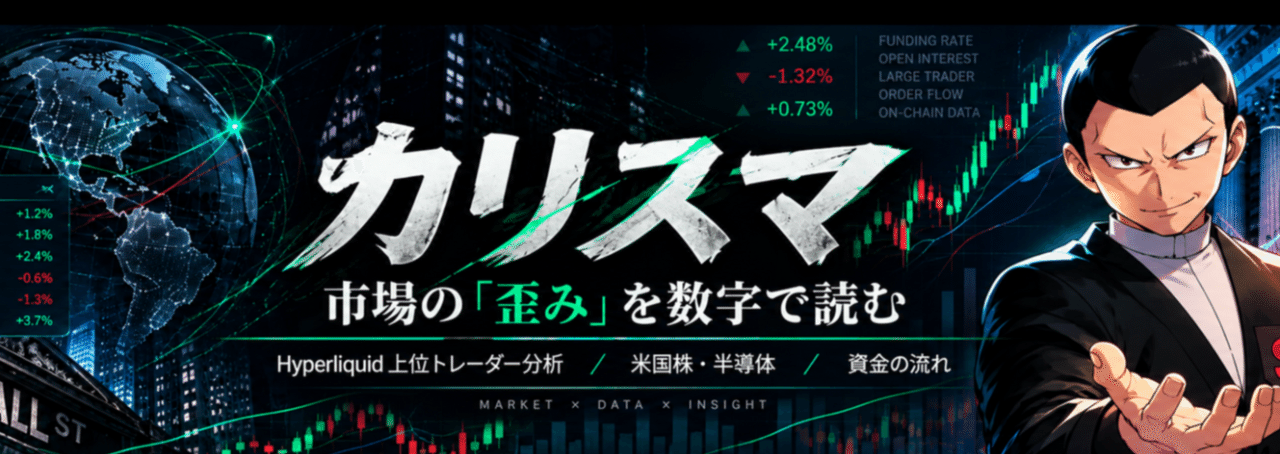 +2.48%
-1.32%
+0.73%
FUNDING RATE
OPEN INTEREST
LARGE TRADER
ORDER FLOW
ON-CHAIN DATA
+1.2%
+1.8%
+2.4%
-0.6%
-1.3%
+3.7%
カリスマ
市場の「歪み」を数字で読む
Hyperliquid 上位トレーダー分析 / 米国株・半導体 / 資金の流れ
MARKET × DATA × INSIGHT
ALL ST